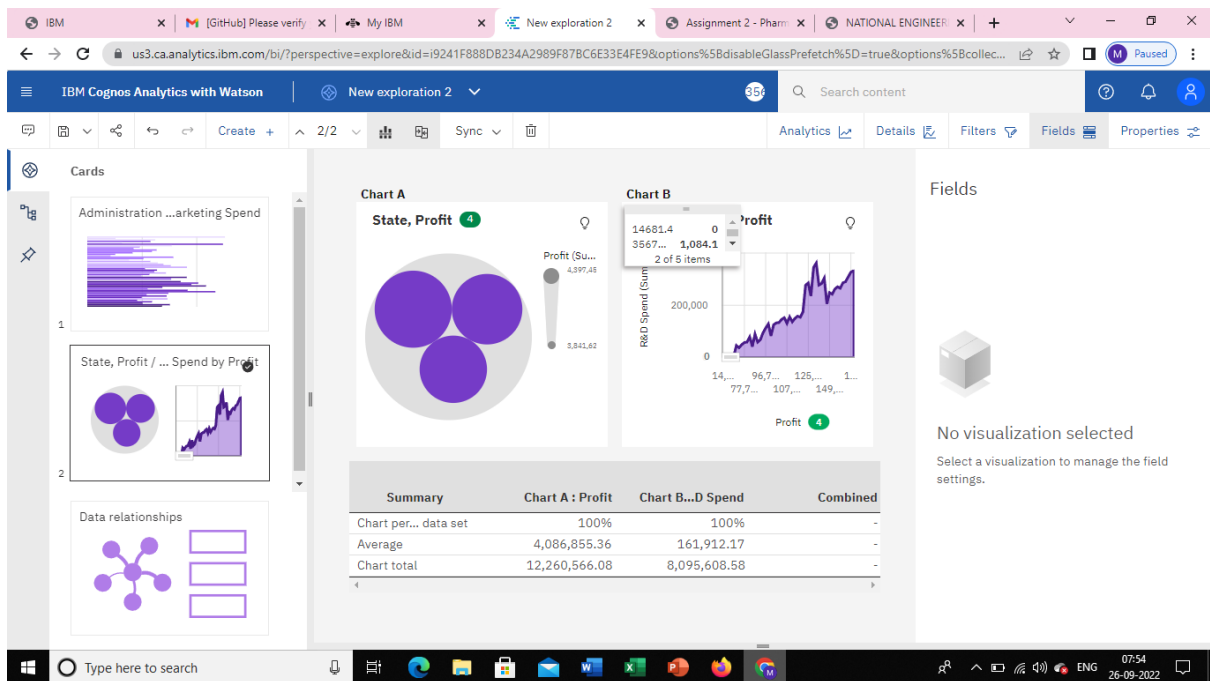 IBM
[GitHub] Please verify
My IBM
New exploration 2
Assignment 2 - Pharm
NATIONAL ENGINEER
us3.ca.analytics.ibm.com/bi/?perspective=explore&id=i9241F888DB234A2989F87BC6E33E4FE9&options%5BdisableGlassPrefetch%5D=true&options%5Bcollec...
M Paused
IBM Cognos Analytics with Watson
New exploration 2
356
Search content
Create +
2/2
Sync
Analytics
Details
Filters
Fields
Properties
Cards
Administration ...arketing Spend
1
State, Profit / ... Spend by Profit
2
Data relationships
Chart A
State, Profit 4
Profit (Su...
4,397,45
3,841,62
Chart B
Profit
14681.4 0
3567... 1,084.1
2 of 5 items
R&D Spend (Sum
200,000
0
14,... 96,7... 125,... 1...
77,7... 107,... 149,...
Profit 4
Summary Chart A : Profit Chart B...D Spend Combined
Chart per... data set 100% 100% -
Average 4,086,855.36 161,912.17 -
Chart total 12,260,566.08 8,095,608.58 -
Fields
No visualization selected
Select a visualization to manage the field
settings.
Type here to search
ENG
07:54
26-09-2022